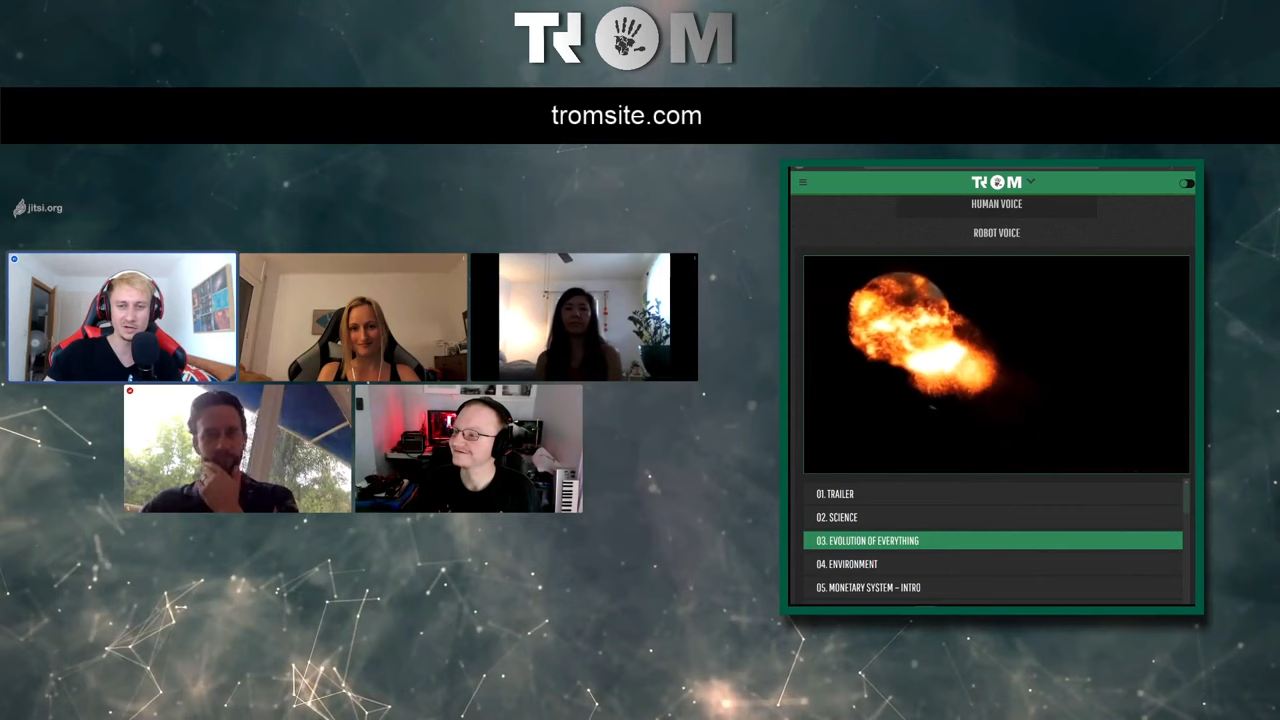 TROM
tromsite.com
jitsi.org
TROM
HUMAN VOICE
ROBOT VOICE
01. TRAILER
02. SCIENCE
03. EVOLUTION OF EVERYTHING
04. ENVIRONMENT
05. MONETARY SYSTEM – INTRO